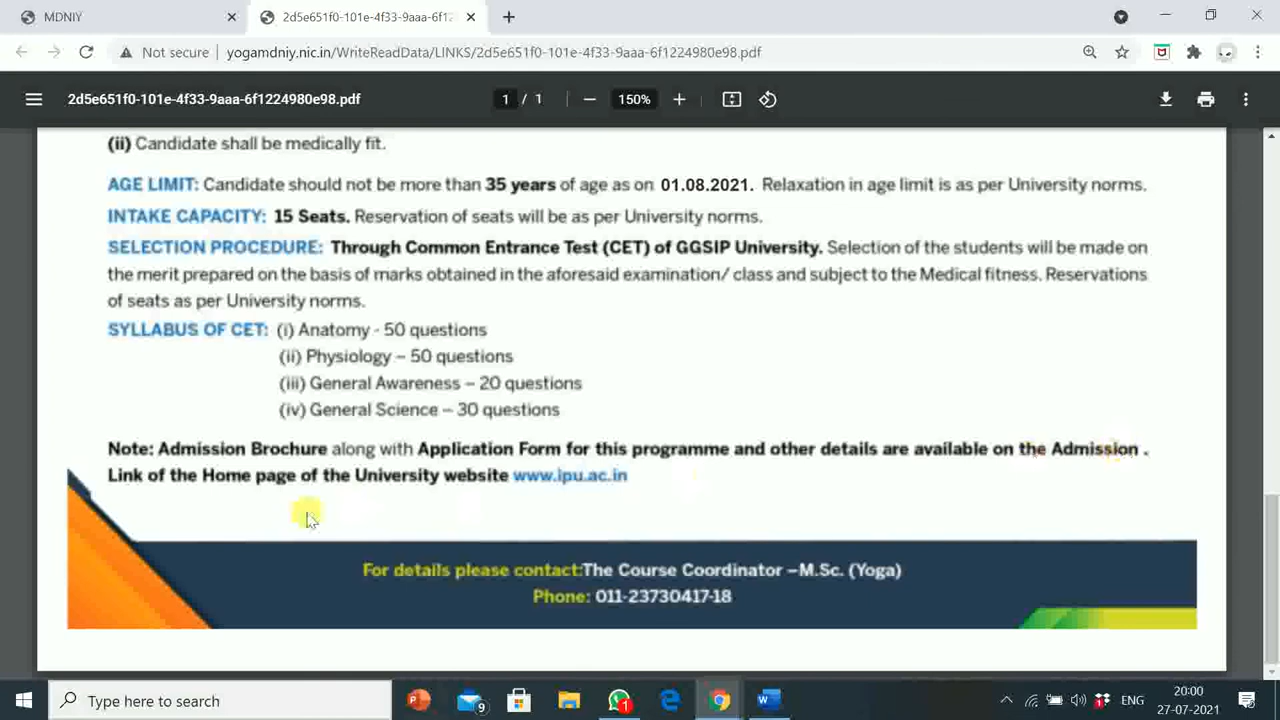 MDNIY
2d5e651f0-101e-4f33-9aaa-6f12
Not secure
yogamdniy.nic.in/WriteReadData/LINKS/2d5e651f0-101e-4f33-9aaa-6f1224980e98.pdf
2d5e651f0-101e-4f33-9aaa-6f1224980e98.pdf
1 / 1
150%
(ii) Candidate shall be medically fit.
AGE LIMIT: Candidate should not be more than 35 years of age as on 01.08.2021. Relaxation in age limit is as per University norms.
INTAKE CAPACITY: 15 Seats. Reservation of seats will be as per University norms.
SELECTION PROCEDURE: Through Common Entrance Test (CET) of GGSIP University. Selection of the students will be made on
the merit prepared on the basis of marks obtained in the aforesaid examination/ class and subject to the Medical fitness. Reservations
of seats as per University norms.
SYLLABUS OF CET: (i) Anatomy - 50 questions
(ii) Physiology – 50 questions
(iii) General Awareness – 20 questions
(iv) General Science – 30 questions
Note: Admission Brochure along with Application Form for this programme and other details are available on the Admission .
Link of the Home page of the University website www.ipu.ac.in
For details please contact:The Course Coordinator –M.Sc. (Yoga)
Phone: 011-23730417-18
Type here to search
9
1
ENG
20:00
27-07-2021